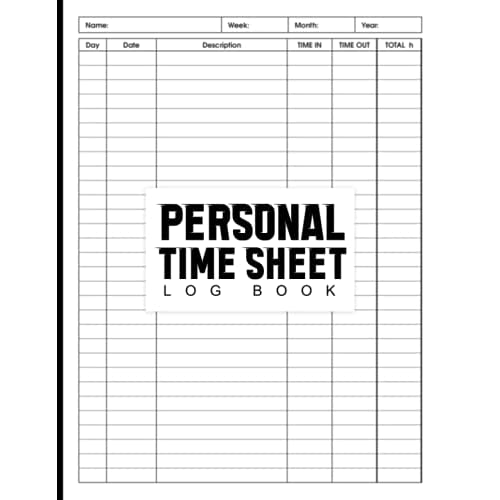 Name: Week: Month: Year:
Day Date Description TIME IN TIME OUT TOTAL h
PERSONAL
TIME SHEET
LOG BOOK